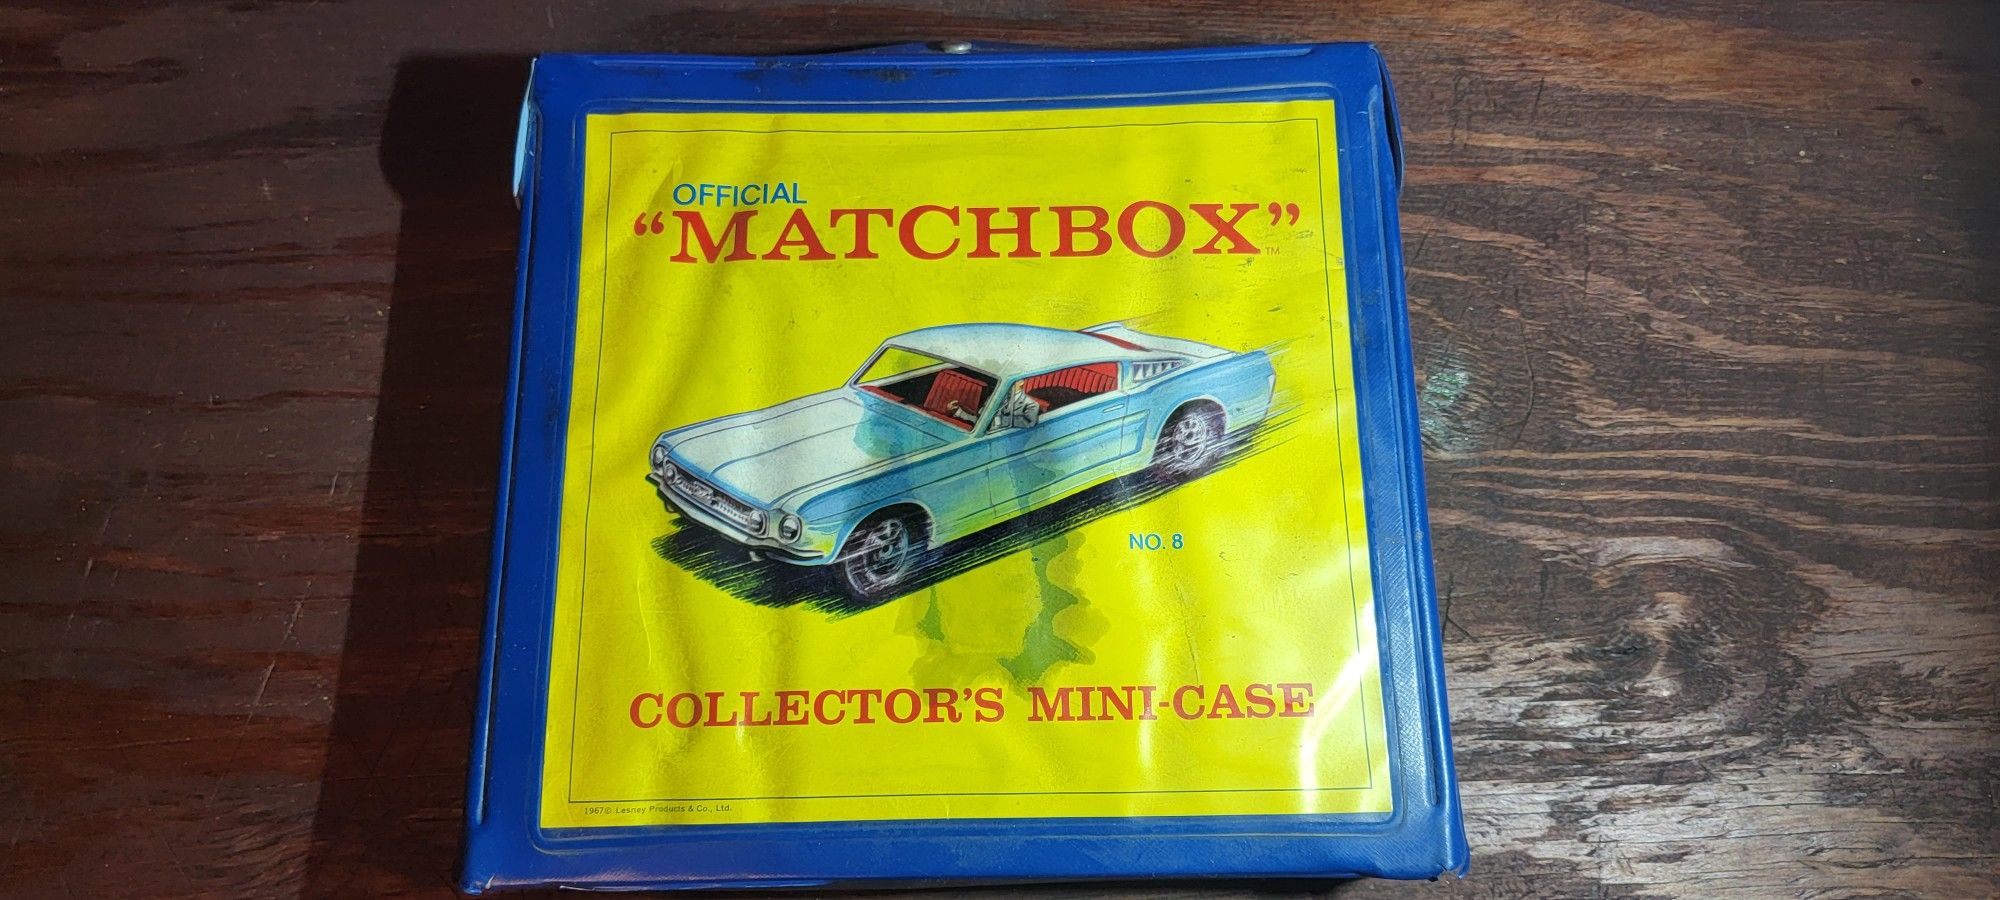 OFFICIAL
“MATCHBOX”™
NO. 8
COLLECTOR’S MINI-CASE
1967© Lesney Products & Co., Ltd.